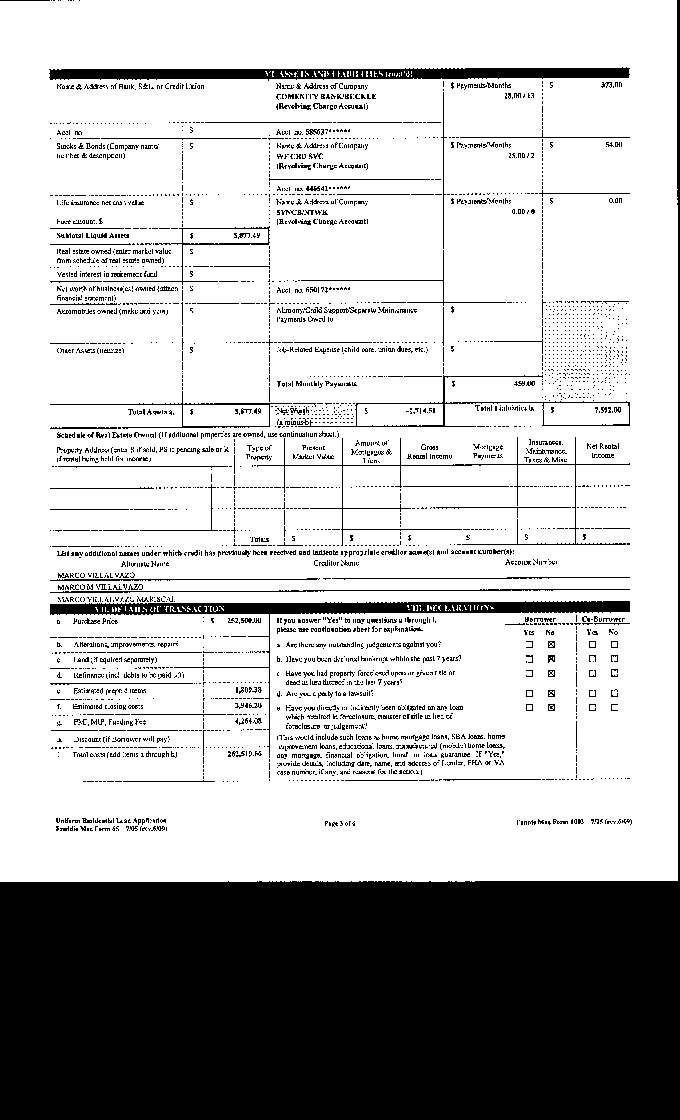 VI. ASSETS AND LIABILITIES (cont'd)
Name & Address of Bank, S&L, or Credit Union
Name & Address of Company
$ Payments/Months
$ 373.00
COMENITY BANK/BUCKLE
28.00 / 13
(Revolving Charge Account)
Acct. no. $
Acct. no. 585637******
Stocks & Bonds (Company name/
number & description)
$
Name & Address of Company
$ Payments/Months
$ 54.00
WF CRD SVC
25.00 / 2
(Revolving Charge Account)
Acct. no. 446542******
Life insurance net cash value
$
Name & Address of Company
$ Payments/Months
$ 0.00
SYNCB/NTWK
0.00 / 0
Face amount: $
(Revolving Charge Account)
Subtotal Liquid Assets $ 5,877.49
Real estate owned (enter market value
from schedule of real estate owned)
$
Vested interest in retirement fund $
Net worth of business(es) owned (attach
financial statement)
$
Acct. no. 650172******
Automobiles owned (make and year) $
Alimony/Child Support/Separate Maintenance
Payments Owed to
$
Other Assets (itemize) $
Job-Related Expense (child care, union dues, etc.) $
Total Monthly Payments $ 459.00
Total Assets a. $ 5,877.49
Net Worth
(a minus b)
$ -1,714.51
Total Liabilities b. $ 7,592.00
Schedule of Real Estate Owned (If additional properties are owned, use continuation sheet.)
Property Address (enter S if sold, PS if pending sale or R
if rental being held for income)
Type of
Property
Present
Market Value
Amount of
Mortgages &
Liens
Gross
Rental Income
Mortgage
Payments
Insurance,
Maintenance,
Taxes & Misc
Net Rental
Income
Totals $ $ $ $ $ $
List any additional names under which credit has previously been received and indicate appropriate creditor name(s) and account number(s):
Alternate Name Creditor Name Account Number
MARCO VILLALVAZO
MARCO M VILLALVAZO
MARCO VILLALVAZO MARISCAL
VII. DETAILS OF TRANSACTION
VIII. DECLARATIONS
a. Purchase Price $ 252,500.00
b. Alterations, improvements, repairs
c. Land (if acquired separately)
d. Refinance (incl. debts to be paid off)
e. Estimated prepaid items 1,809.38
f. Estimated closing costs 3,946.20
g. PMI, MIP, Funding Fee 4,264.08
h. Discount (if Borrower will pay)
i. Total costs (add items a through h) 262,519.66
If you answer "Yes" to any questions a through i,
please use continuation sheet for explanation.
Borrower Co-Borrower
Yes No Yes No
a. Are there any outstanding judgements against you?
b. Have you been declared bankrupt within the past 7 years?
c. Have you had property foreclosed upon or given title or
deed in lieu thereof in the last 7 years?
d. Are you a party to a lawsuit?
e. Have you directly or indirectly been obligated on any loan
which resulted in foreclosure, transfer of title in lieu of
foreclosure, or judgement?
(This would include such loans as home mortgage loans, SBA loans, home
improvement loans, educational loans, manufactured (mobile) home loans,
any mortgage, financial obligation, bond, or loan guarantee. If "Yes,"
provide details, including date, name, and address of Lender, FHA or VA
case number, if any, and reasons for the action.)
Uniform Residential Loan Application
Freddie Mac Form 65 7/05 (rev.6/09)
Page 3 of 6
Fannie Mae Form 1003 7/05 (rev.6/09)